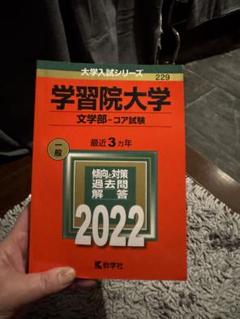 大学入試シリーズ
229
学習院大学
文学部-コア試験
一般
最近3カ年
傾向と対策
過去問
解答
2022
教学社